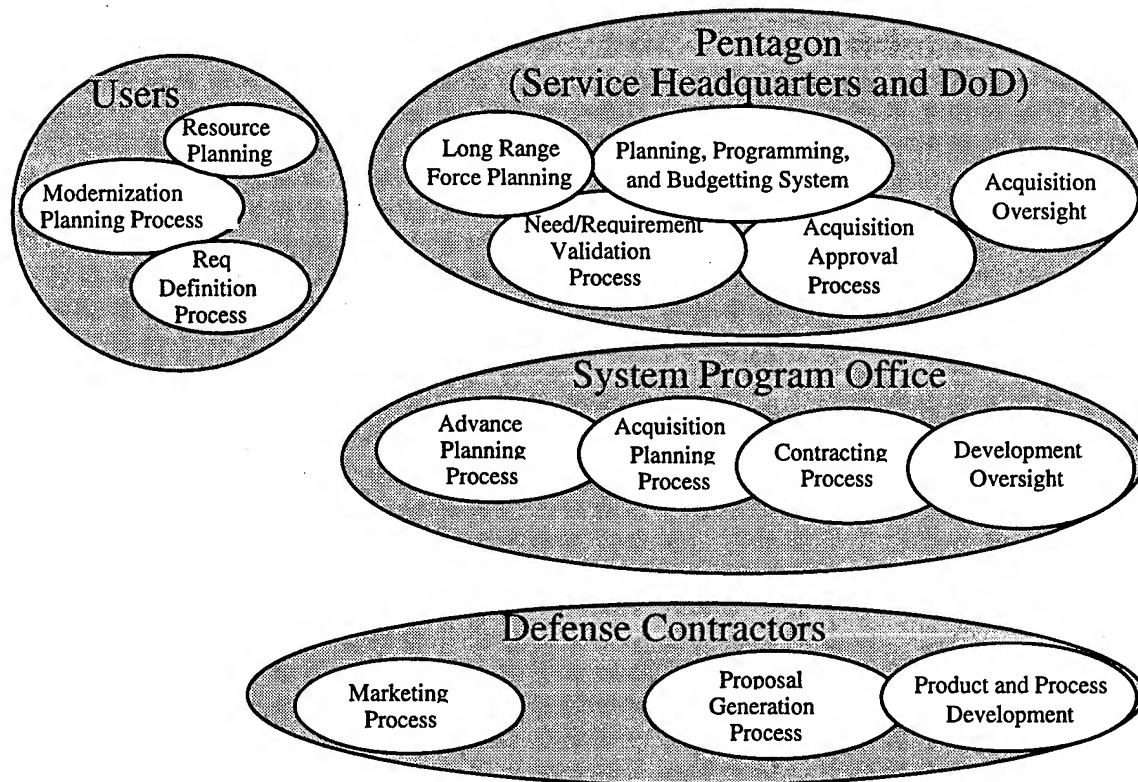 Users
Resource
Planning
Modernization
Planning Process
Req
Definition
Process
Pentagon
(Service Headquarters and DoD)
Long Range
Force Planning
Planning, Programming,
and Budgetting System
Need/Requirement
Validation
Process
Acquisition
Approval
Process
Acquisition
Oversight
System Program Office
Advance
Planning
Process
Acquisition
Planning
Process
Contracting
Process
Development
Oversight
Defense Contractors
Marketing
Process
Proposal
Generation
Process
Product and Process
Development